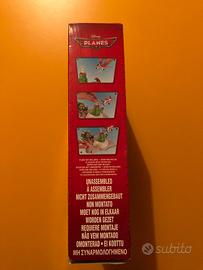 Disney
PLANES
UNASSEMBLED
À ASSEMBLER
NICHT ZUSAMMENGEBAUT
NON MONTATO
MOET NOG IN ELKAAR
WORDEN GEZET
REQUIERE MONTAJE
NÃO VEM MONTADO
OMONTERAD • EI KOOTTU
ΜΗ ΣΥΝΑΡΜΟΛΟΓΗΜΕΝΟ
subito